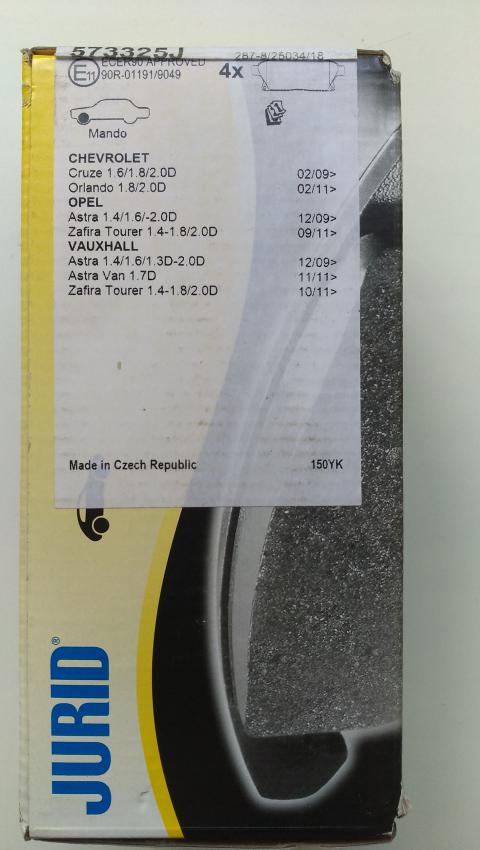 573325J 287-8/25034/18
E11 ECER90 APPROVED
90R-01191/9049 4x
Mando
CHEVROLET
Cruze 1.6/1.8/2.0D 02/09>
Orlando 1.8/2.0D 02/11>
OPEL
Astra 1.4/1.6/-2.0D 12/09>
Zafira Tourer 1.4-1.8/2.0D 09/11>
VAUXHALL
Astra 1.4/1.6/1.3D-2.0D 12/09>
Astra Van 1.7D 11/11>
Zafira Tourer 1.4-1.8/2.0D 10/11>
Made in Czech Republic 150YK
JURID®